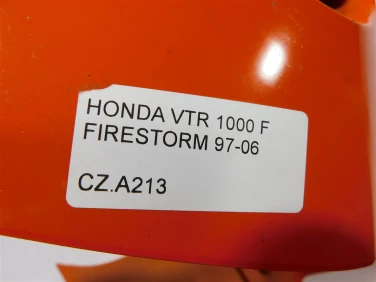 HONDA VTR 1000 F
FIRESTORM 97-06
CZ.A213